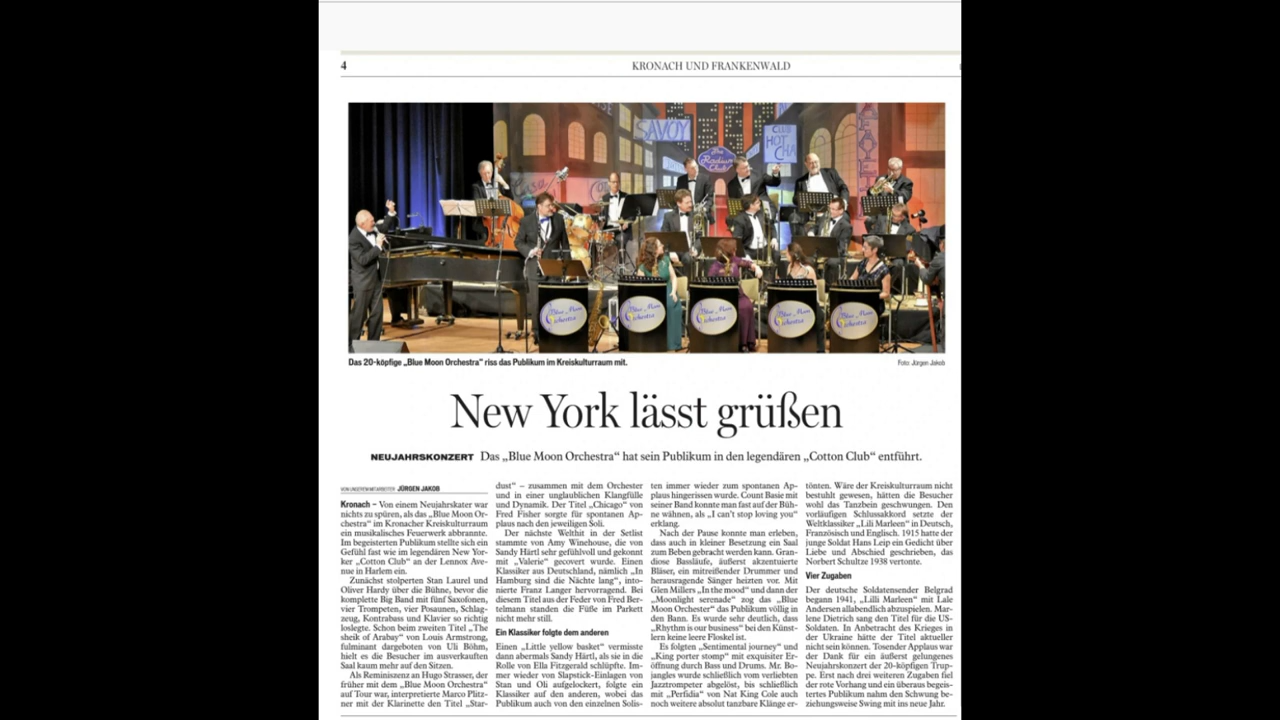 4
KRONACH UND FRANKENWALD
SAVOY
CLUB
HOT CHA
The
Radium
Club
Blue Moon
Orchestra
Blue Moon
Orchestra
Blue Moon
Orchestra
Blue Moon
Orchestra
Blue Moon
Orchestra
Das 20-köpfige „Blue Moon Orchestra“ riss das Publikum im Kreiskulturraum mit.
Foto: Jürgen Jakob
New York lässt grüßen
NEUJAHRSKONZERT Das „Blue Moon Orchestra“ hat sein Publikum in den legendären „Cotton Club“ entführt.
VON UNSEREM MITARBEITER JÜRGEN JAKOB
Kronach – Von einem Neujahrskater war
nichts zu spüren, als das „Blue Moon Or-
chestra“ im Kronacher Kreiskulturraum
ein musikalisches Feuerwerk abbrannte.
Im begeisterten Publikum stellte sich ein
Gefühl fast wie im legendären New Yor-
ker „Cotton Club“ an der Lennox Ave-
nue in Harlem ein.
Zunächst stolperten Stan Laurel und
Oliver Hardy über die Bühne, bevor die
komplette Big Band mit fünf Saxofonen,
vier Trompeten, vier Posaunen, Schlag-
zeug, Kontrabass und Klavier so richtig
loslegte. Schon beim zweiten Titel „The
sheik of Arabay“ von Louis Armstrong,
fulminant dargeboten von Uli Böhm,
hielt es die Besucher im ausverkauften
Saal kaum mehr auf den Sitzen.
Als Reminiszenz an Hugo Strasser, der
früher mit dem „Blue Moon Orchestra“
auf Tour war, interpretierte Marco Plitz-
ner mit der Klarinette den Titel „Star-
dust“ – zusammen mit dem Orchester
und in einer unglaublichen Klangfülle
und Dynamik. Der Titel „Chicago“ von
Fred Fisher sorgte für spontanen Ap-
plaus nach den jeweiligen Soli.
Der nächste Welthit in der Setlist
stammte von Amy Winehouse, die von
Sandy Härtl sehr gefühlvoll und gekonnt
mit „Valerie“ gecovert wurde. Einen
Klassiker aus Deutschland, nämlich „In
Hamburg sind die Nächte lang“, into-
nierte Franz Langer hervorragend. Bei
diesem Titel aus der Feder von Fred Ber-
telmann standen die Füße im Parkett
nicht mehr still.
Ein Klassiker folgte dem anderen
Einen „Little yellow basket“ vermisste
dann abermals Sandy Härtl, als sie in die
Rolle von Ella Fitzgerald schlüpfte. Im-
mer wieder von Slapstick-Einlagen von
Stan und Oli aufgelockert, folgte ein
Klassiker auf den anderen, wobei das
Publikum auch von den einzelnen Solis-
ten immer wieder zum spontanen Ap-
plaus hingerissen wurde. Count Basie mit
seiner Band konnte man fast auf der Büh-
ne wähnen, als „I can't stop loving you“
erklang.
Nach der Pause konnte man erleben,
dass auch in kleiner Besetzung ein Saal
zum Beben gebracht werden kann. Gran-
diose Bassläufe, äußerst akzentuierte
Bläser, ein mitreißender Drummer und
herausragende Sänger heizten vor. Mit
Glen Millers „In the mood“ und dann der
„Moonlight serenade“ zog das „Blue
Moon Orchester“ das Publikum völlig in
den Bann. Es wurde sehr deutlich, dass
„Rhythm is our business“ bei den Künst-
lern keine leere Floskel ist.
Es folgten „Sentimental journey“ und
„King porter stomp“ mit exquisiter Er-
öffnung durch Bass und Drums. Mr. Bo-
jangles wurde schließlich vom verliebten
Jazztrompeter abgelöst, bis schließlich
mit „Perfidia“ von Nat King Cole auch
noch weitere absolut tanzbare Klänge er-
tönten. Wäre der Kreiskulturraum nicht
bestuhlt gewesen, hätten die Besucher
wohl das Tanzbein geschwungen. Den
vorläufigen Schlussakkord setzte der
Weltklassiker „Lili Marleen“ in Deutsch,
Französisch und Englisch. 1915 hatte der
junge Soldat Hans Leip ein Gedicht über
Liebe und Abschied geschrieben, das
Norbert Schultze 1938 vertonte.
Vier Zugaben
Der deutsche Soldatensender Belgrad
begann 1941, „Lilli Marleen“ mit Lale
Andersen allabendlich abzuspielen. Mar-
lene Dietrich sang den Titel für die US-
Soldaten. In Anbetracht des Krieges in
der Ukraine hätte der Titel aktueller
nicht sein können. Tosender Applaus war
der Dank für ein äußerst gelungenes
Neujahrskonzert der 20-köpfigen Trup-
pe. Erst nach drei weiteren Zugaben fiel
der rote Vorhang und ein überaus begeis-
tertes Publikum nahm den Schwung be-
ziehungsweise Swing mit ins neue Jahr.